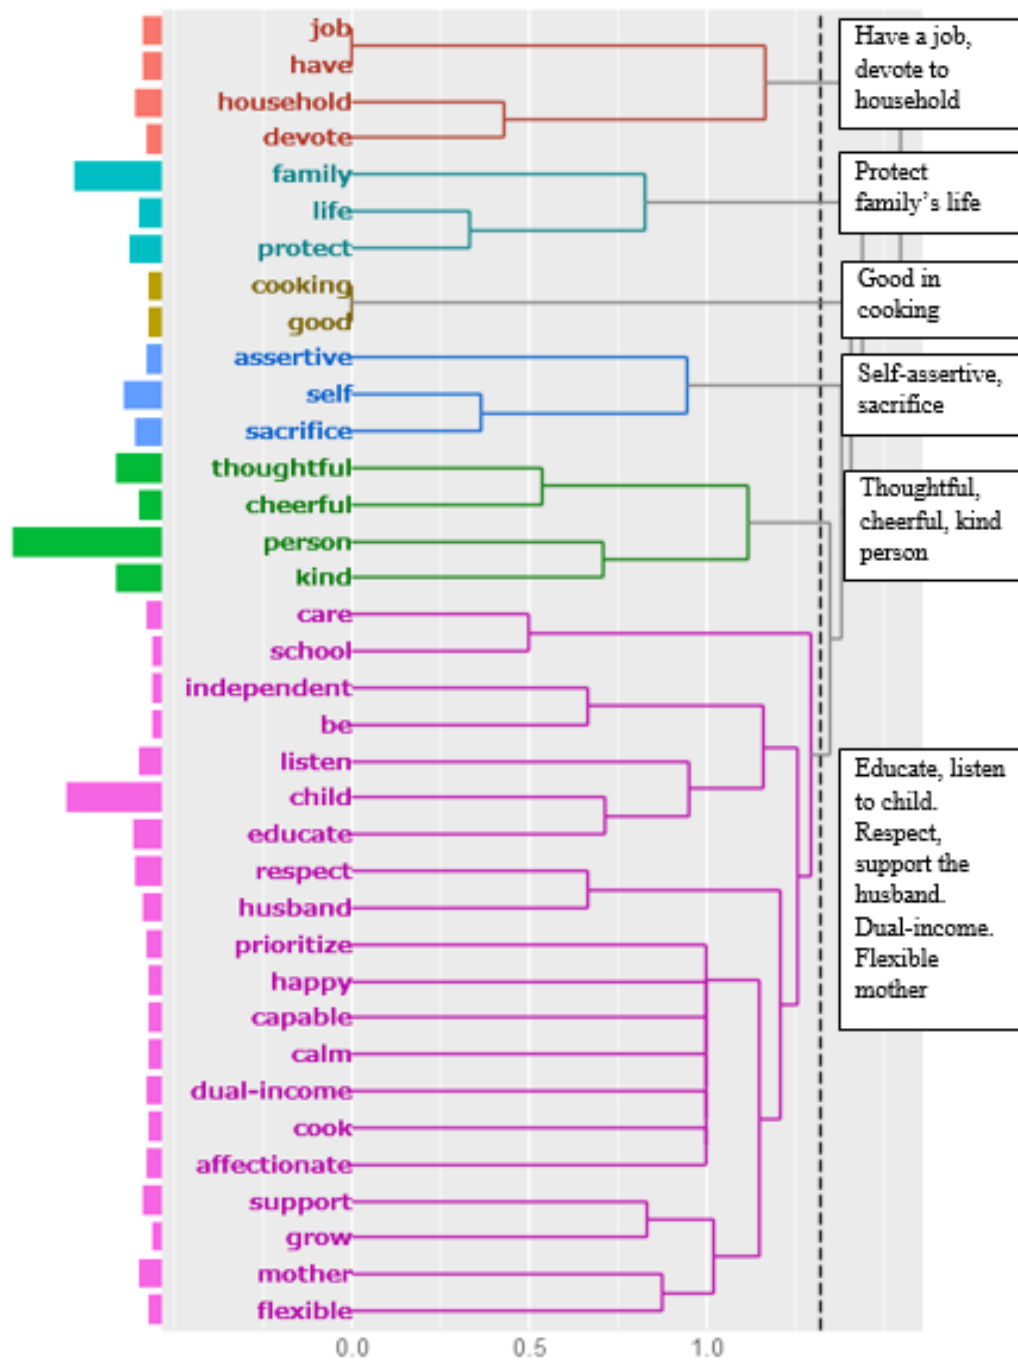 job
have
household
devote
family
life
protect
cooking
good
assertive
self
sacrifice
thoughtful
cheerful
person
kind
care
school
independent
be
listen
child
educate
respect
husband
prioritize
happy
capable
calm
dual-income
cook
affectionate
support
grow
mother
flexible
0.0 0.5 1.0
Have a job,
devote to
household
Protect
family's life
Good in
cooking
Self-assertive,
sacrifice
Thoughtful,
cheerful, kind
person
Educate, listen
to child.
Respect,
support the
husband.
Dual-income.
Flexible
mother